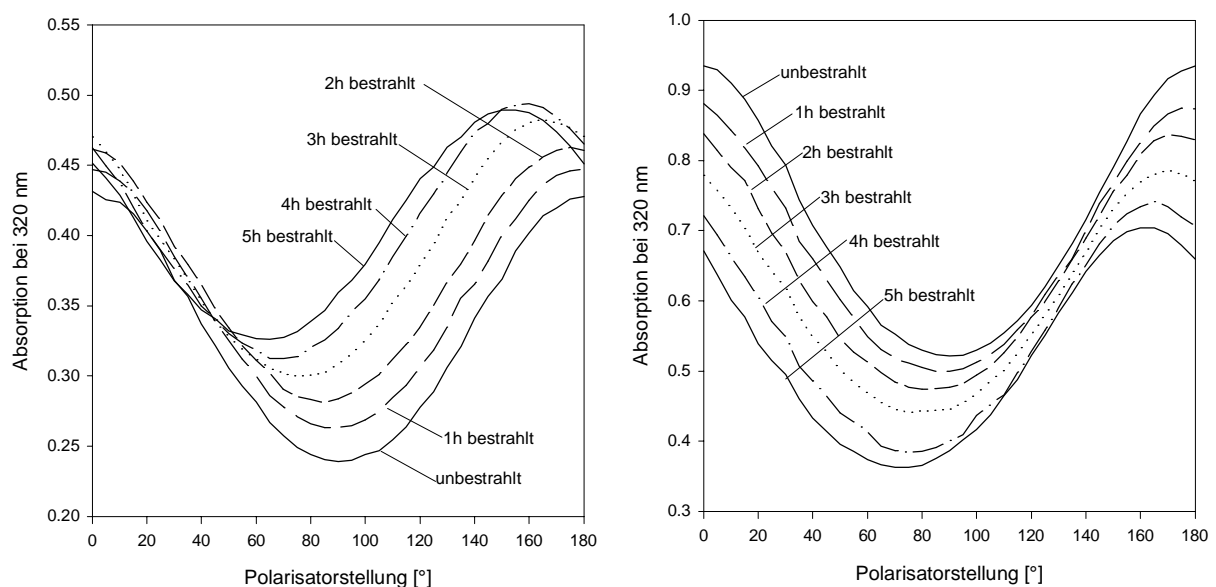 0.55
0.50
0.45
0.40
0.35
0.30
0.25
0.20
Absorption bei 320 nm
2h bestrahlt
3h bestrahlt
4h bestrahlt
5h bestrahlt
1h bestrahlt
unbestrahlt
0 20 40 60 80 100 120 140 160 180
Polarisatorstellung [°]
1.0
0.9
0.8
0.7
0.6
0.5
0.4
0.3
Absorption bei 320 nm
unbestrahlt
1h bestrahlt
2h bestrahlt
3h bestrahlt
4h bestrahlt
5h bestrahlt
0 20 40 60 80 100 120 140 160 180
Polarisatorstellung [°]